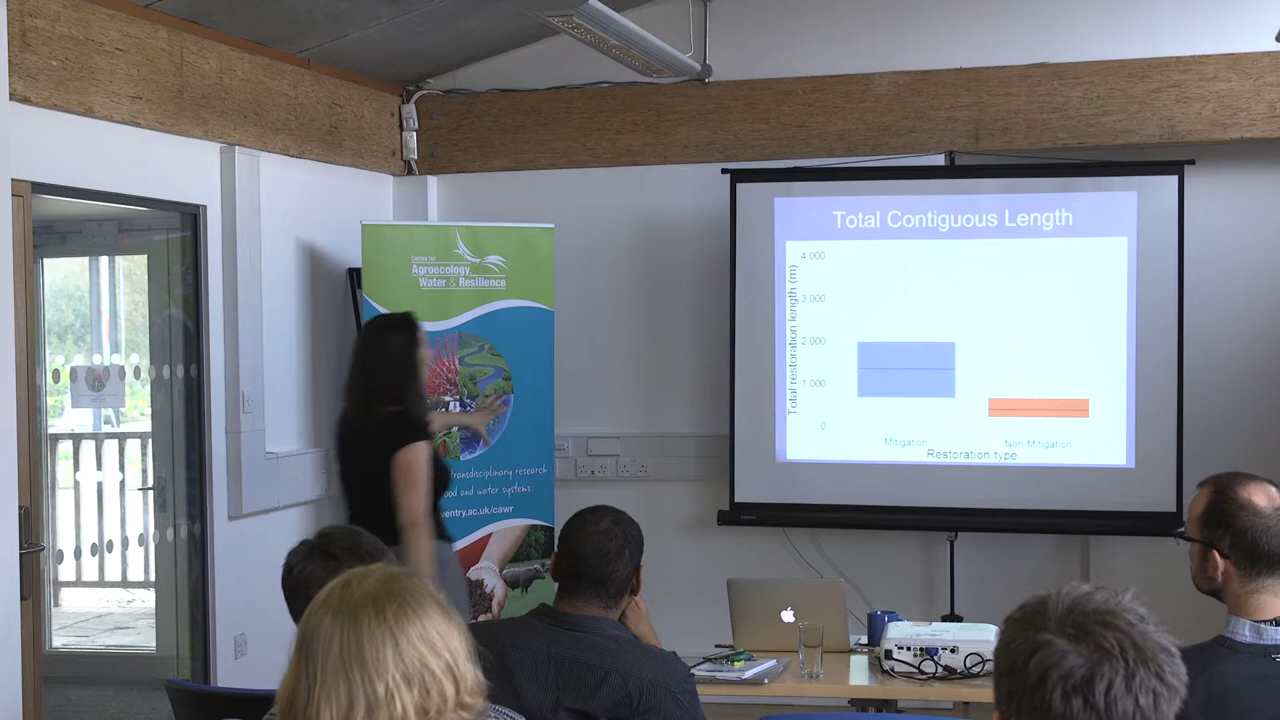 Centre for
Agroecology,
Water & Resilience
transdisciplinary research
ood and water systems
ventry.ac.uk/cawr
Total Contiguous Length
Total restoration length (m)
4,000
3,000
2,000
1,000
0
Mitigation
Non-Mitigation
Restoration type